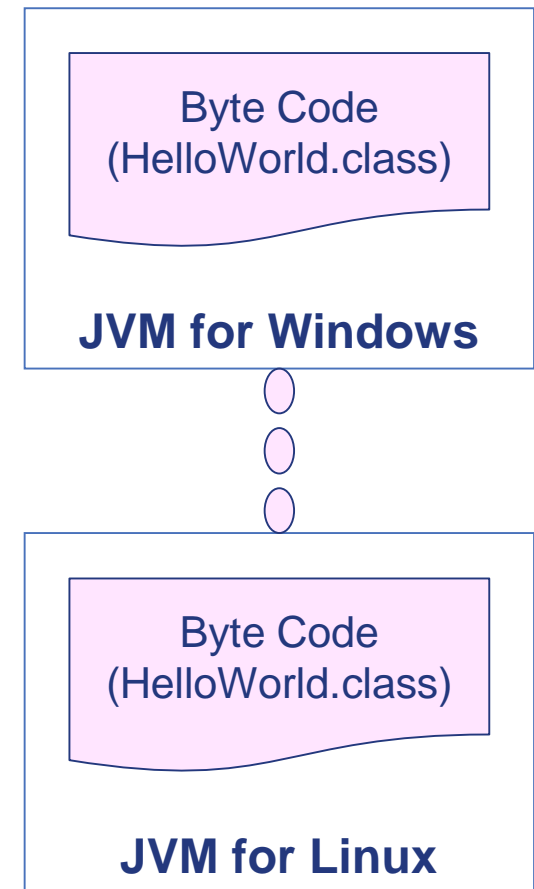 Byte Code
(HelloWorld.class)
JVM for Windows
Byte Code
(HelloWorld.class)
JVM for Linux